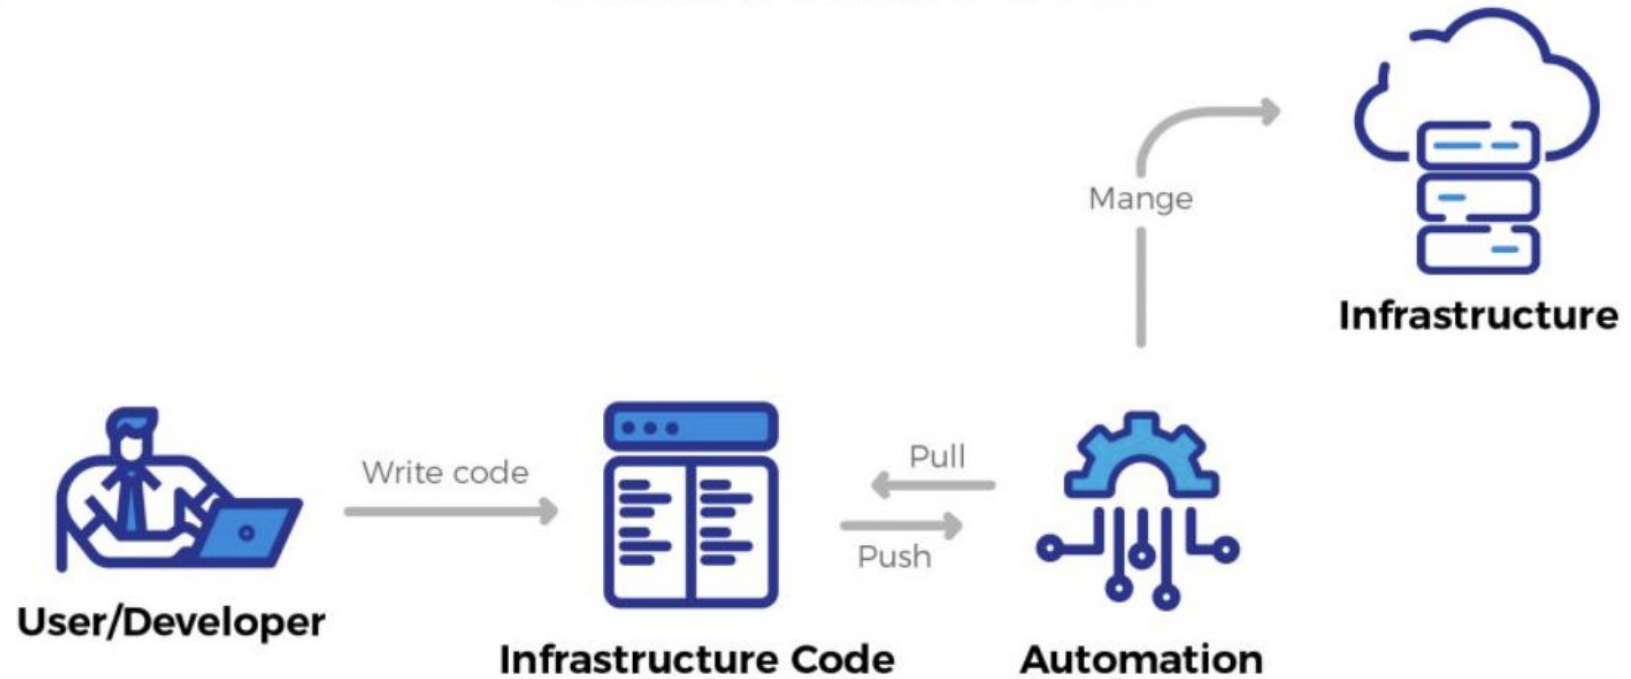 Mange
Infrastructure
Write code
Pull
Push
User/Developer
Infrastructure Code
Automation